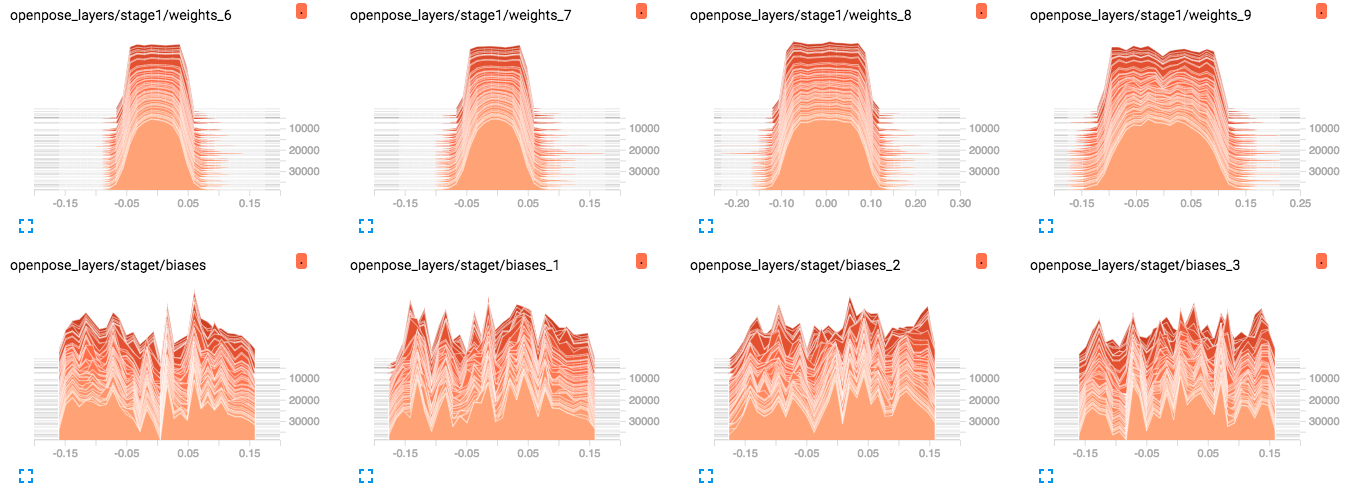 openpose_layers/stage1/weights_6 .
openpose_layers/stage1/weights_7 .
openpose_layers/stage1/weights_8 .
openpose_layers/stage1/weights_9 .
10000
20000
30000
-0.15 -0.05 0.05 0.15
10000
20000
30000
-0.15 -0.05 0.05 0.15
10000
20000
30000
-0.20 -0.10 0.00 0.10 0.20 0.30
10000
20000
30000
-0.15 -0.05 0.05 0.15 0.25
openpose_layers/staget/biases .
openpose_layers/staget/biases_1 .
openpose_layers/staget/biases_2 .
openpose_layers/staget/biases_3 .
10000
20000
30000
-0.15 -0.05 0.05 0.15
10000
20000
30000
-0.15 -0.05 0.05 0.15
10000
20000
30000
-0.15 -0.05 0.05 0.15
10000
20000
30000
-0.15 -0.05 0.05 0.15